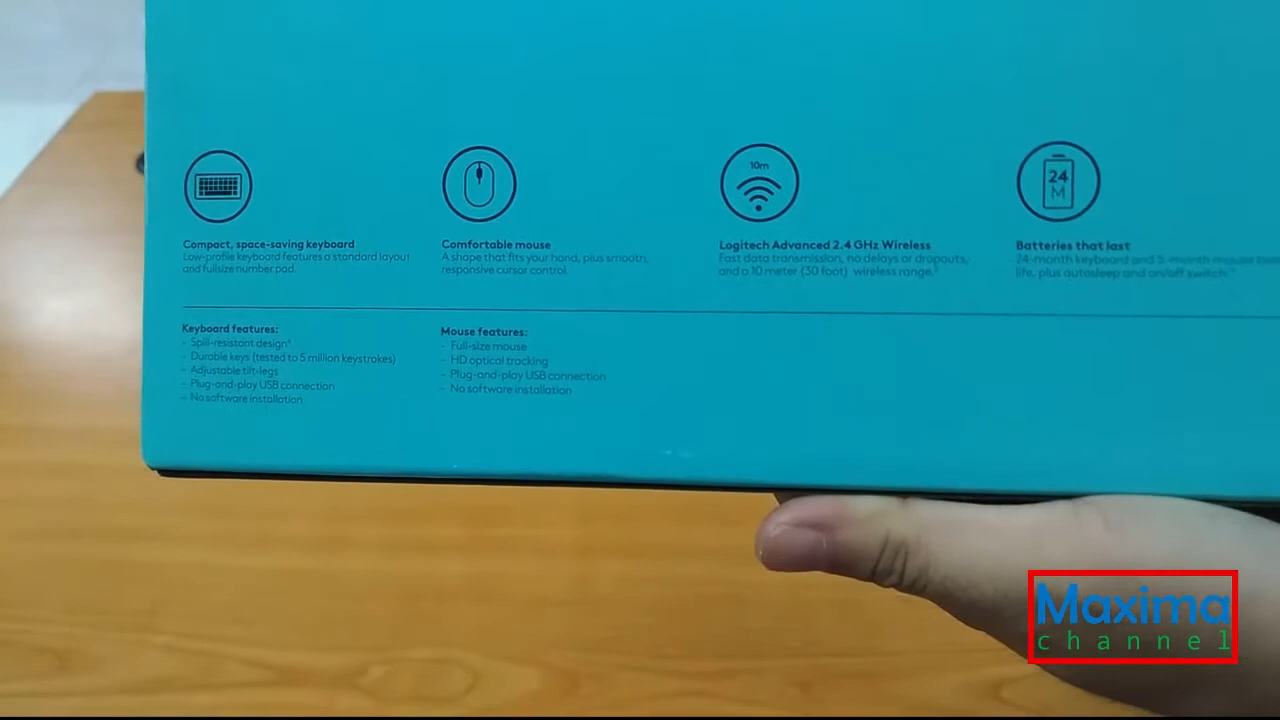 10m
24
M
Compact, space-saving keyboard
Low-profile keyboard features a standard layout
and fullsize number pad.
Comfortable mouse
A shape that fits your hand, plus smooth,
responsive cursor control.
Logitech Advanced 2.4 GHz Wireless
Fast data transmission, no delays or dropouts,
and a 10 meter (30 foot) wireless range.
Batteries that last
24-month keyboard and 5-month mouse
life, plus autosleep and on/off switch.
Keyboard features:
- Spill-resistant design
- Durable keys (tested to 5 million keystrokes)
- Adjustable tilt-legs
- Plug-and-play USB connection
- No software installation
Mouse features:
- Full-size mouse
- HD optical tracking
- Plug-and-play USB connection
- No software installation
Maxima
channel